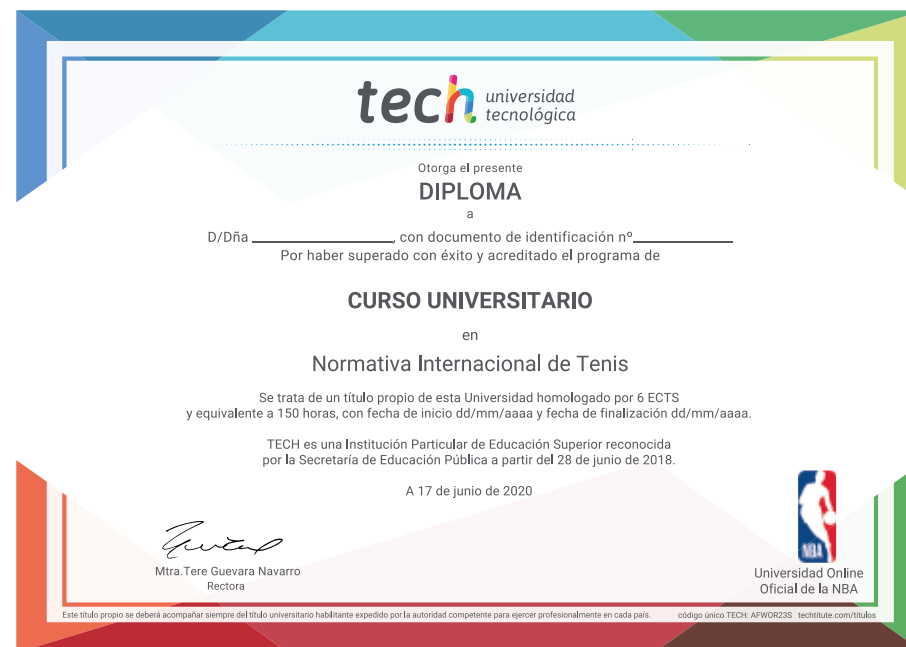 tech universidad
tecnológica
Otorga el presente
DIPLOMA
a
D/Dña ____________________, con documento de identificación nº______________
Por haber superado con éxito y acreditado el programa de
CURSO UNIVERSITARIO
en
Normativa Internacional de Tenis
Se trata de un título propio de esta Universidad homologado por 6 ECTS
y equivalente a 150 horas, con fecha de inicio dd/mm/aaaa y fecha de finalización dd/mm/aaaa.
TECH es una Institución Particular de Educación Superior reconocida
por la Secretaría de Educación Pública a partir del 28 de junio de 2018.
A 17 de junio de 2020
Mtra.Tere Guevara Navarro
Rectora
NBA
Universidad Online
Oficial de la NBA
Este título propio se deberá acompañar siempre del título universitario habilitante expedido por la autoridad competente para ejercer profesionalmente en cada país. código único TECH: AFWOR23S techtitute.com/titulos